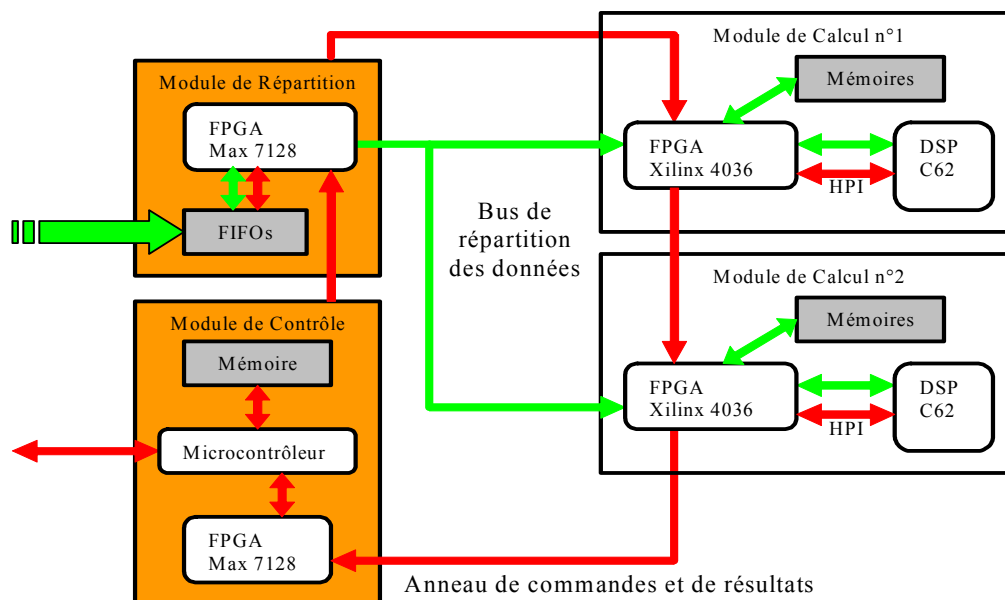 Module de Répartition
FPGA
Max 7128
FIFOs
Module de Contrôle
Mémoire
Microcontrôleur
FPGA
Max 7128
Bus de
répartition
des données
Module de Calcul n°1
Mémoires
FPGA
Xilinx 4036
HPI
DSP
C62
Module de Calcul n°2
Mémoires
FPGA
Xilinx 4036
HPI
DSP
C62
Anneau de commandes et de résultats